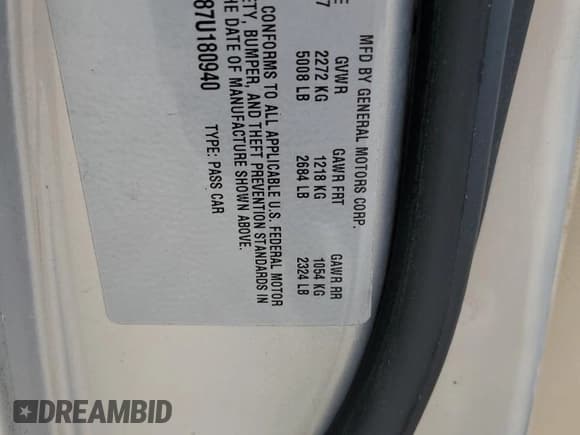 MFD BY GENERAL MOTORS CORP.
GVWR GAWR FRT GAWR RR
2272 KG 1218 KG 1054 KG
5008 LB 2684 LB 2324 LB
CONFORMS TO ALL APPLICABLE U.S. FEDERAL MOTOR
BUMPER, AND THEFT PREVENTION STANDARDS IN
DATE OF MANUFACTURE SHOWN ABOVE.
87U180940 TYPE: PASS CAR
DREAMBID